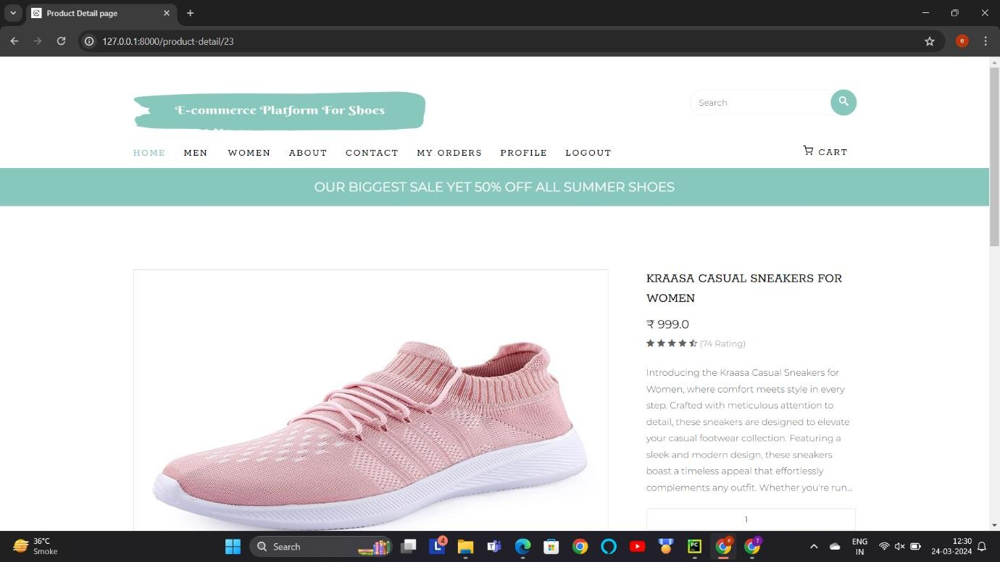 Product Detail page
127.0.0.1:8000/product-detail/23
e
E-commerce Platform For Shoes
Search
HOME MEN WOMEN ABOUT CONTACT MY ORDERS PROFILE LOGOUT CART
OUR BIGGEST SALE YET 50% OFF ALL SUMMER SHOES
KRAASA CASUAL SNEAKERS FOR
WOMEN
₹ 999.0
(74 Rating)
Introducing the Kraasa Casual Sneakers for
Women, where comfort meets style in every
step. Crafted with meticulous attention to
detail, these sneakers are designed to elevate
your casual footwear collection. Featuring a
sleek and modern design, these sneakers
boast a timeless appeal that effortlessly
complements any outfit. Whether you're run...
1
36°C
Smoke
Search
L
4
PC
e
T
ENG
IN
12:30
24-03-2024